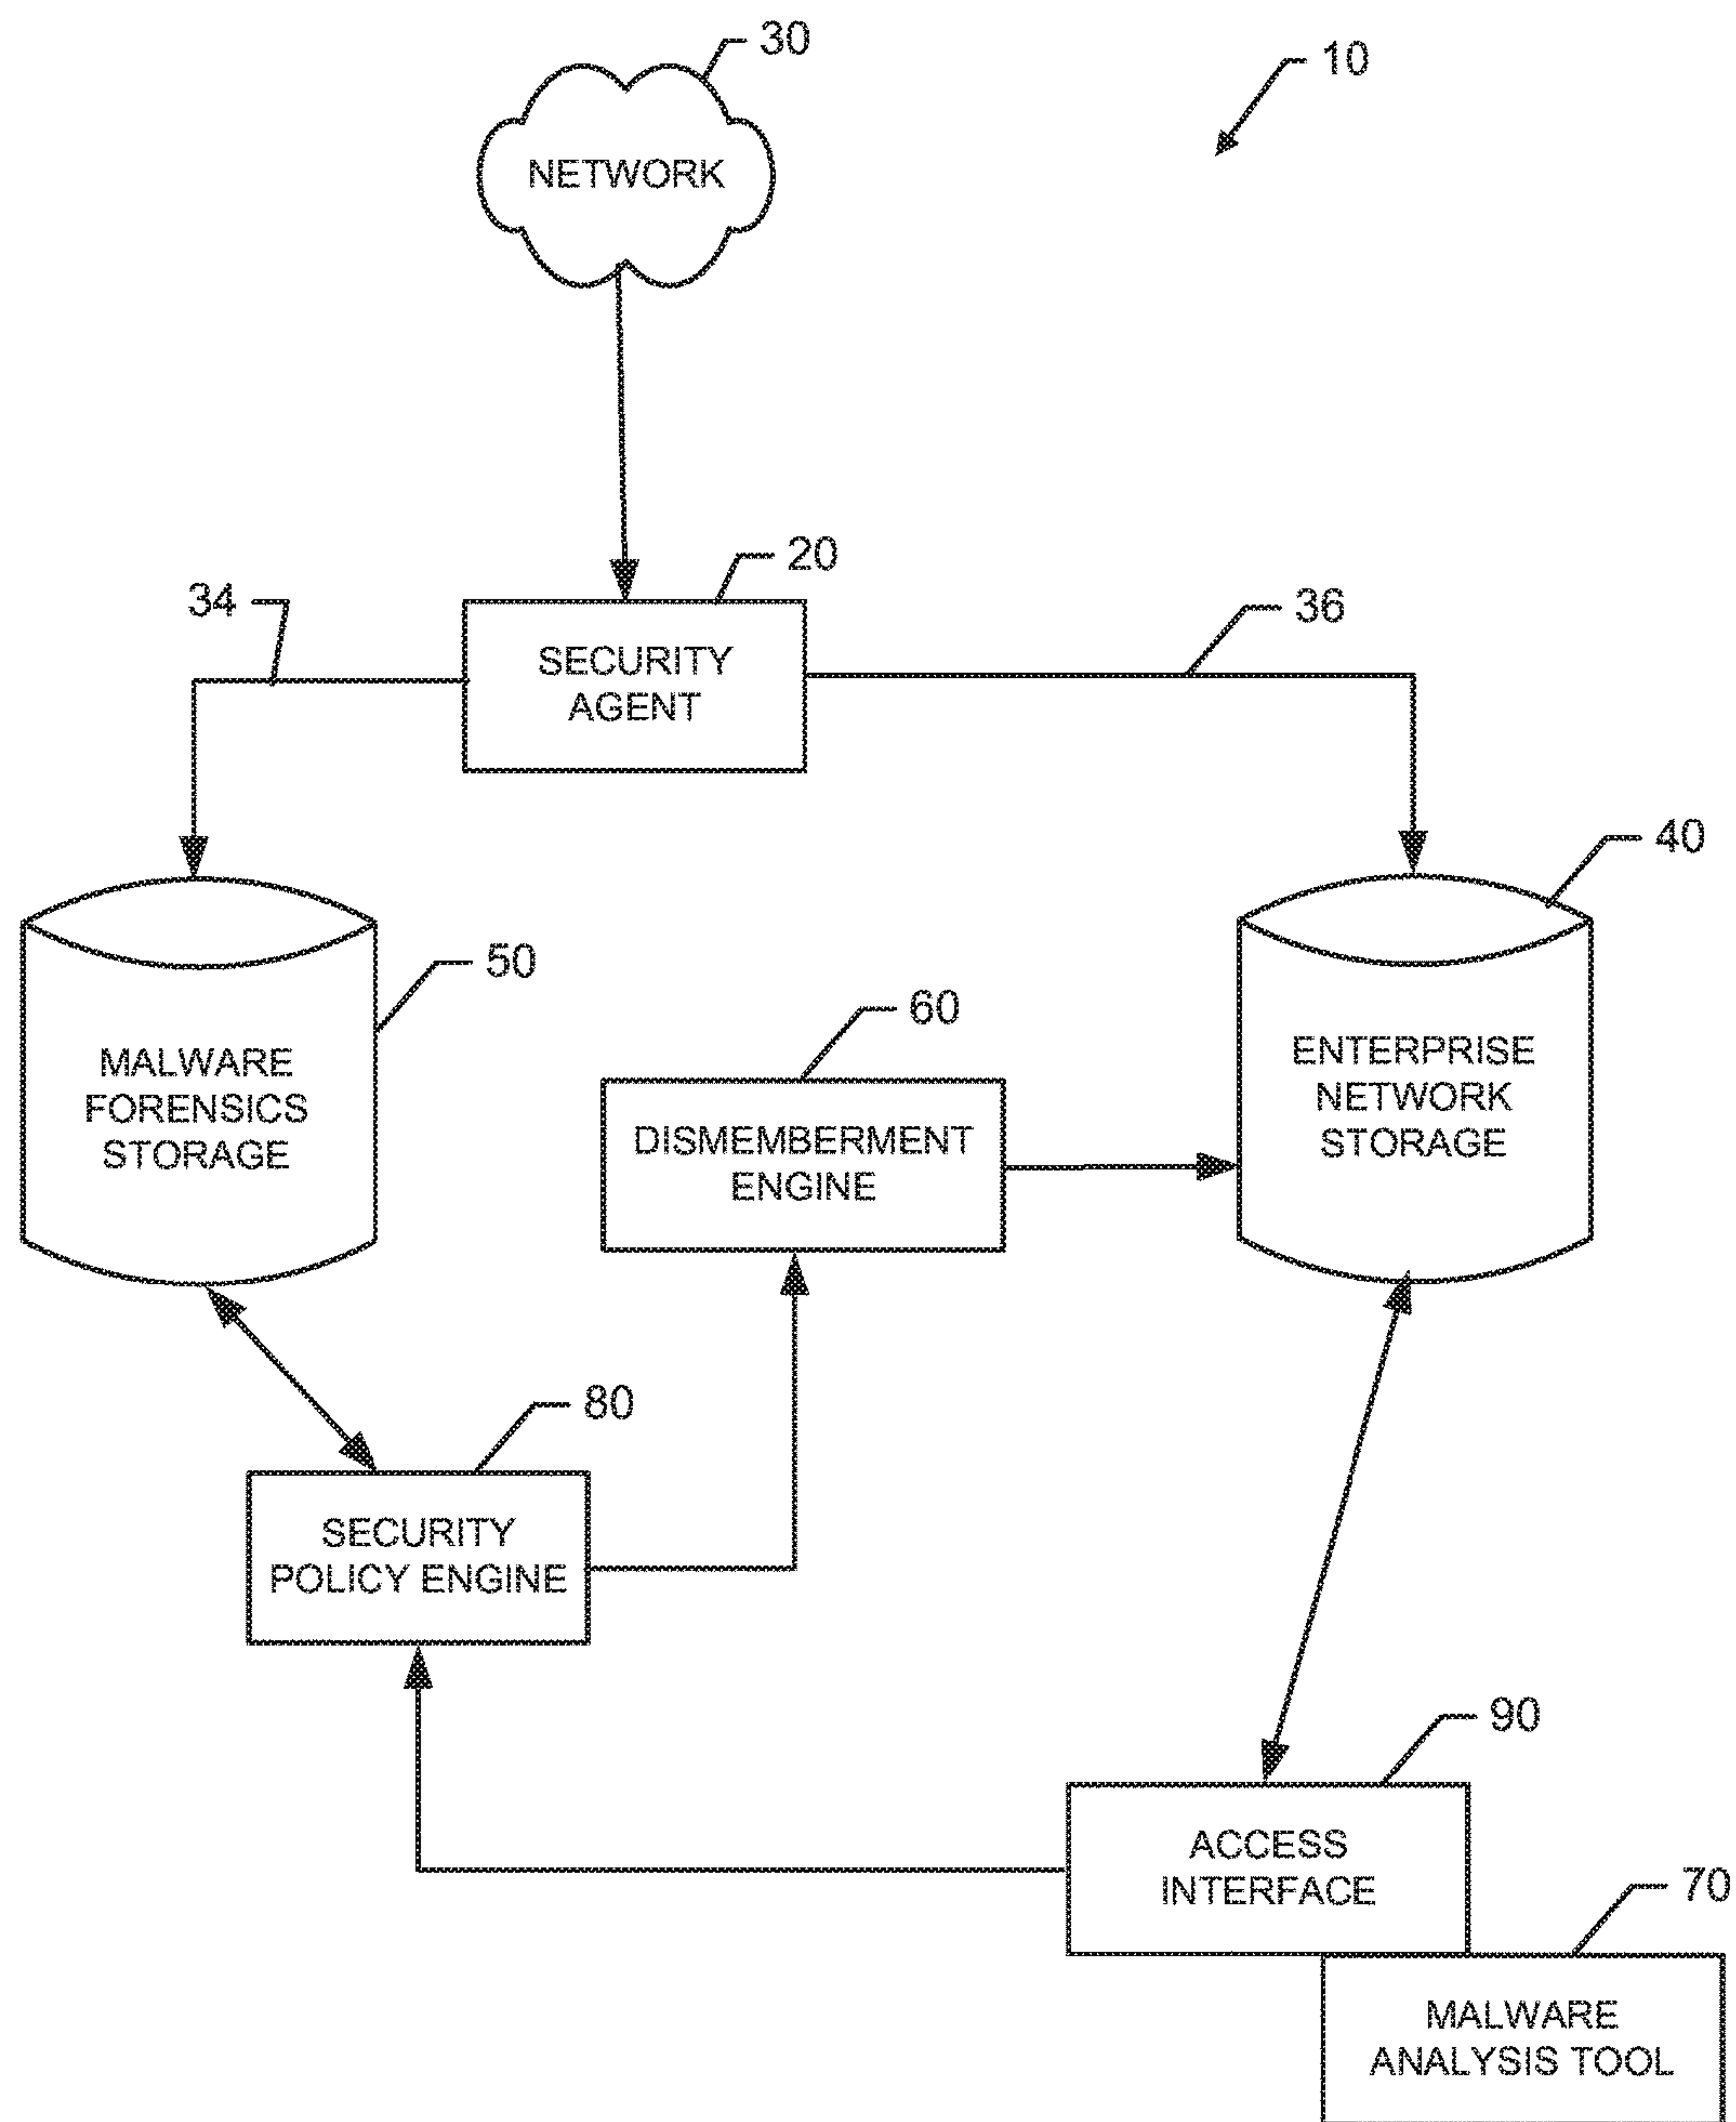 30
10
NETWORK
20
34
36
SECURITY
AGENT
40
50
60
MALWARE
FORENSICS
STORAGE
ENTERPRISE
NETWORK
STORAGE
DISMEMBERMENT
ENGINE
80
SECURITY
POLICY ENGINE
90
ACCESS
INTERFACE
70
MALWARE
ANALYSIS TOOL